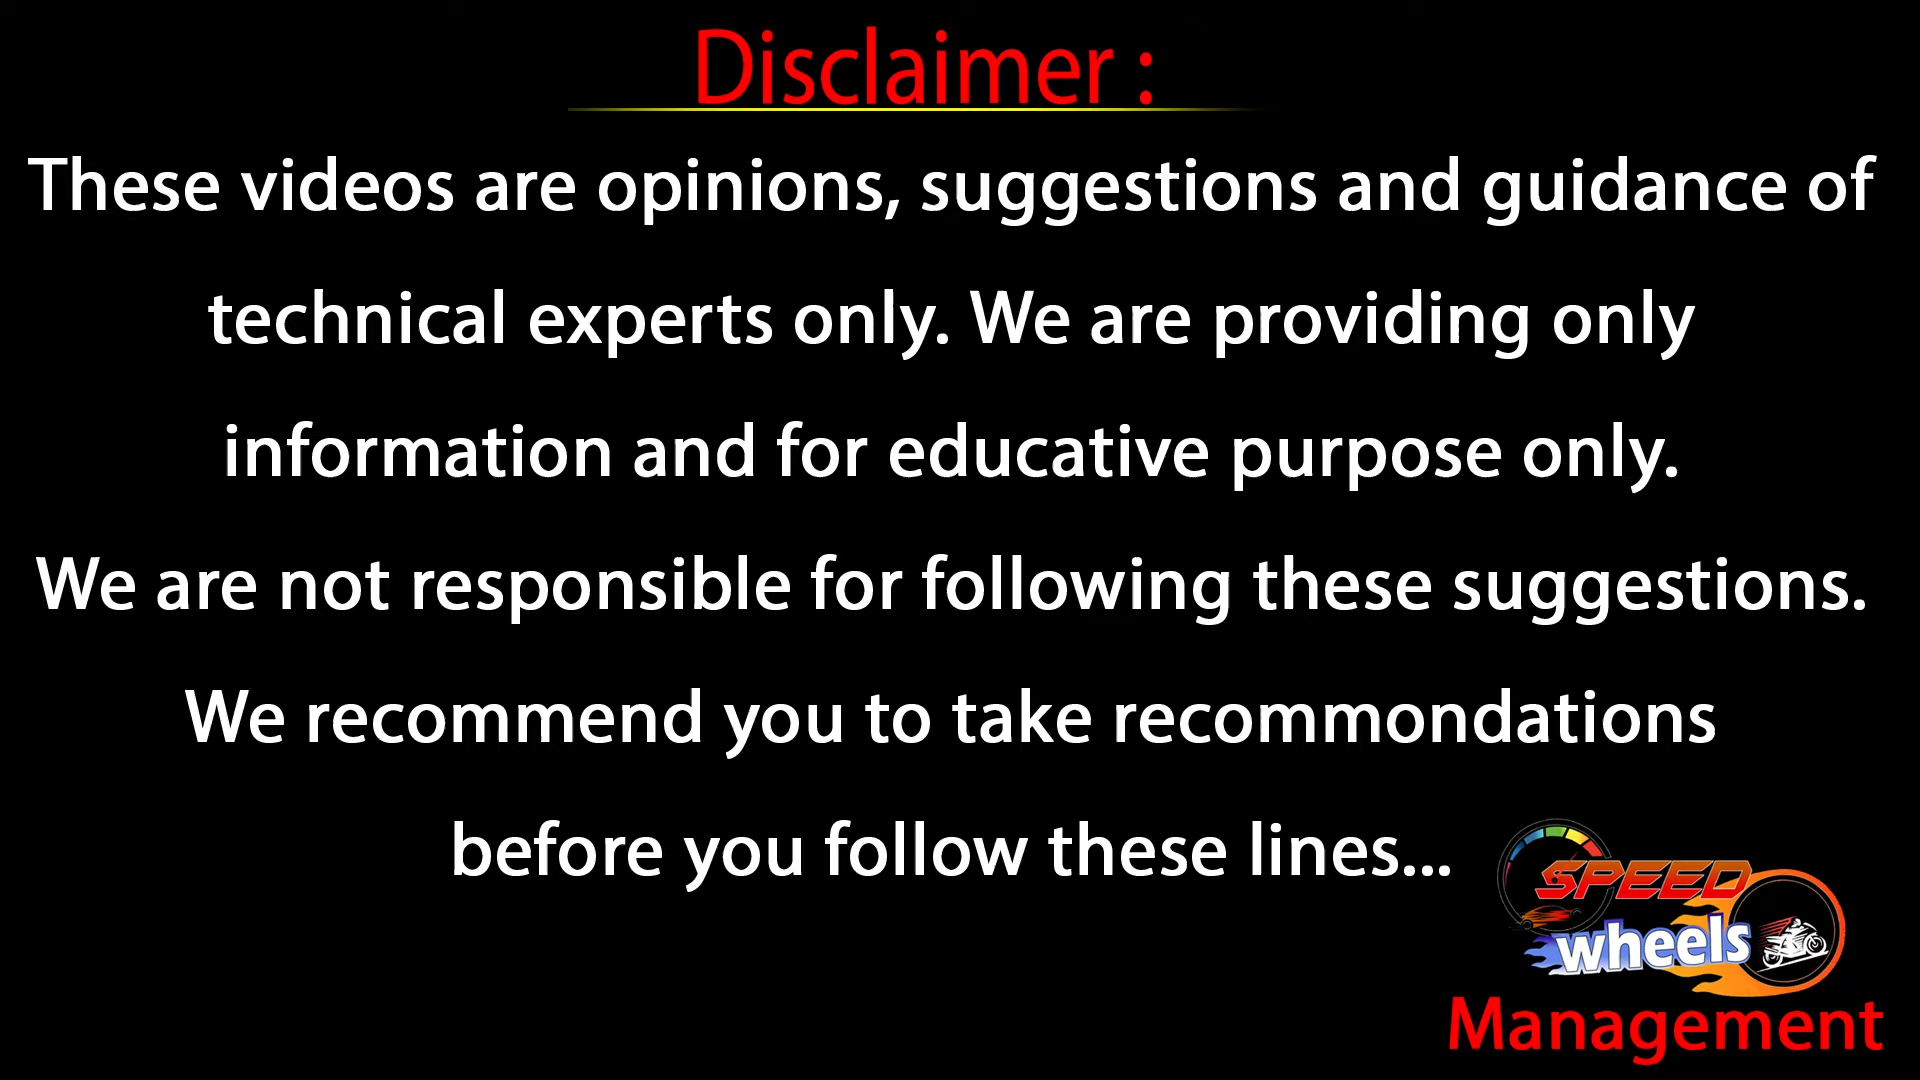 Disclaimer :
These videos are opinions, suggestions and guidance of
technical experts only. We are providing only
information and for educative purpose only.
We are not responsible for following these suggestions.
We recommend you to take recommondations
before you follow these lines...
SPEED
wheels
Management